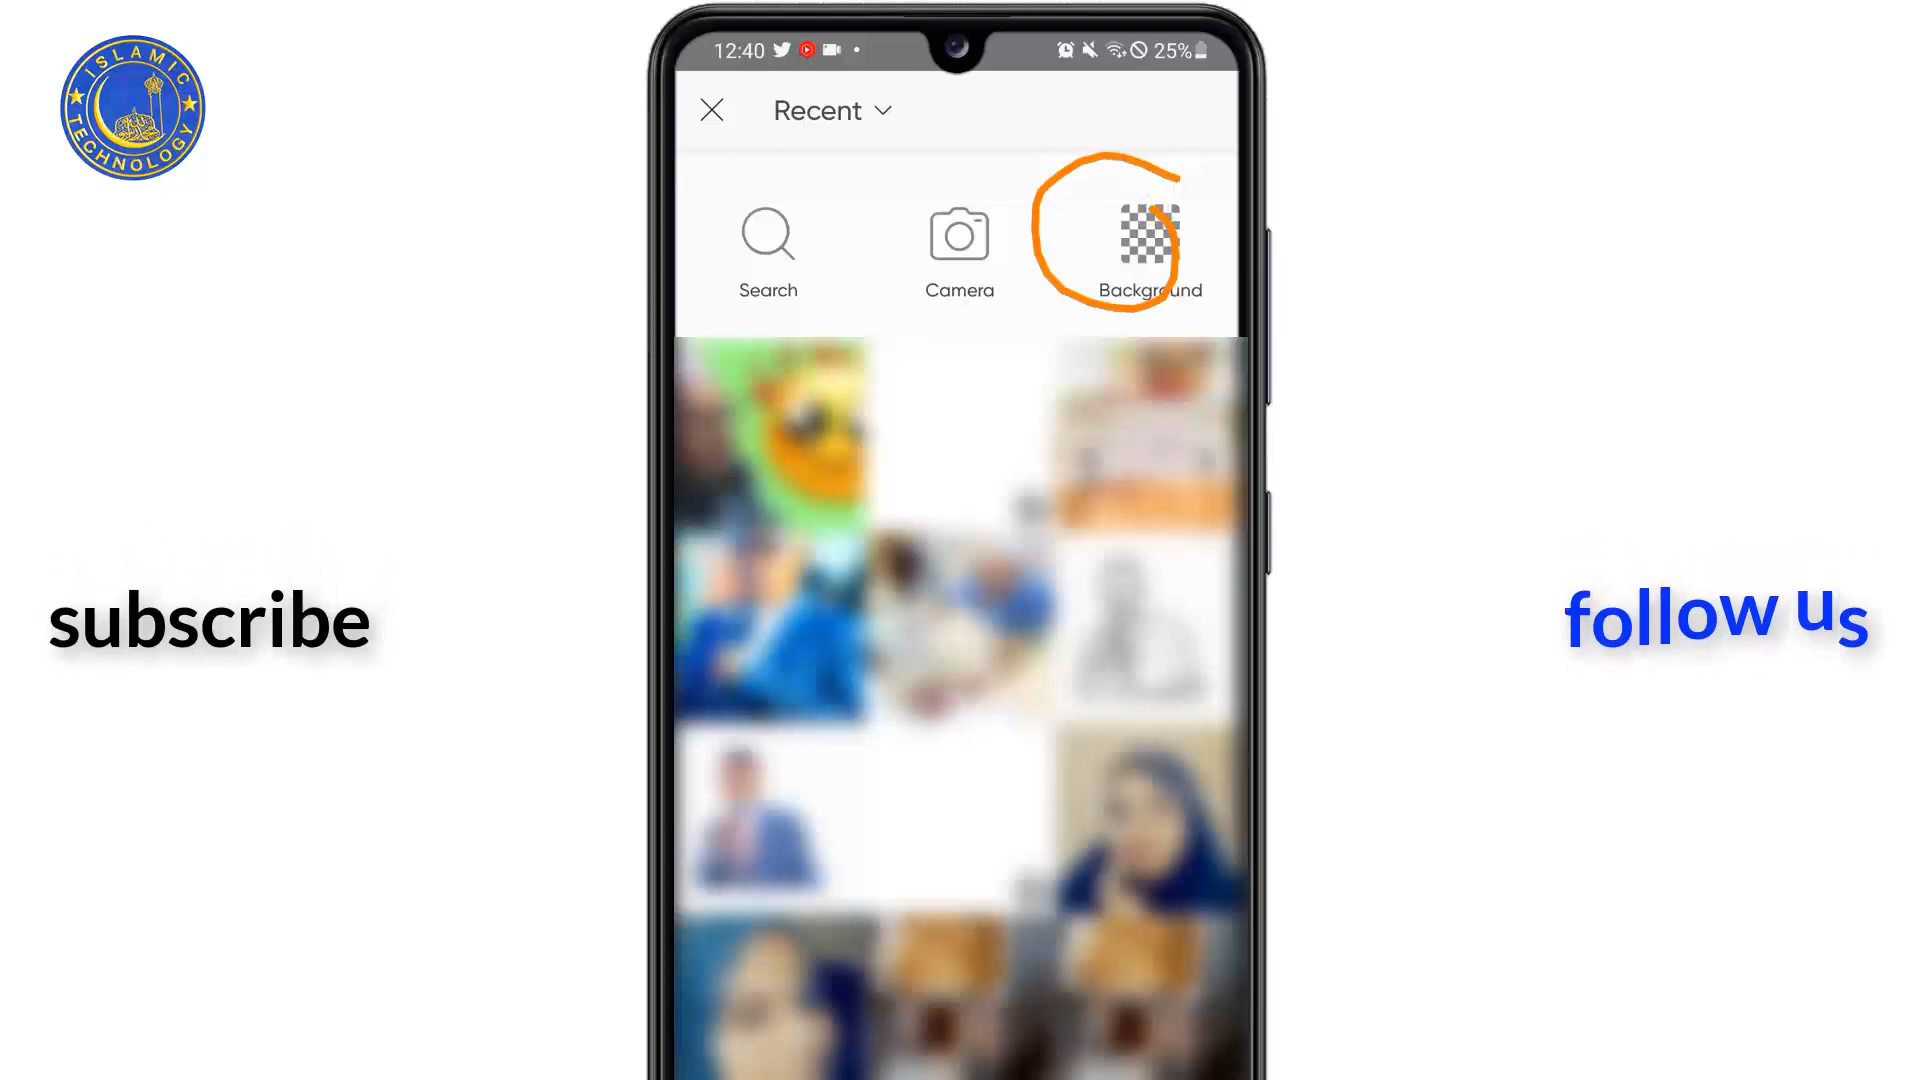 ISLAMIC
TECHNOLOGY
12:40
25%
Recent
Search
Camera
Background
subscribe
follow us